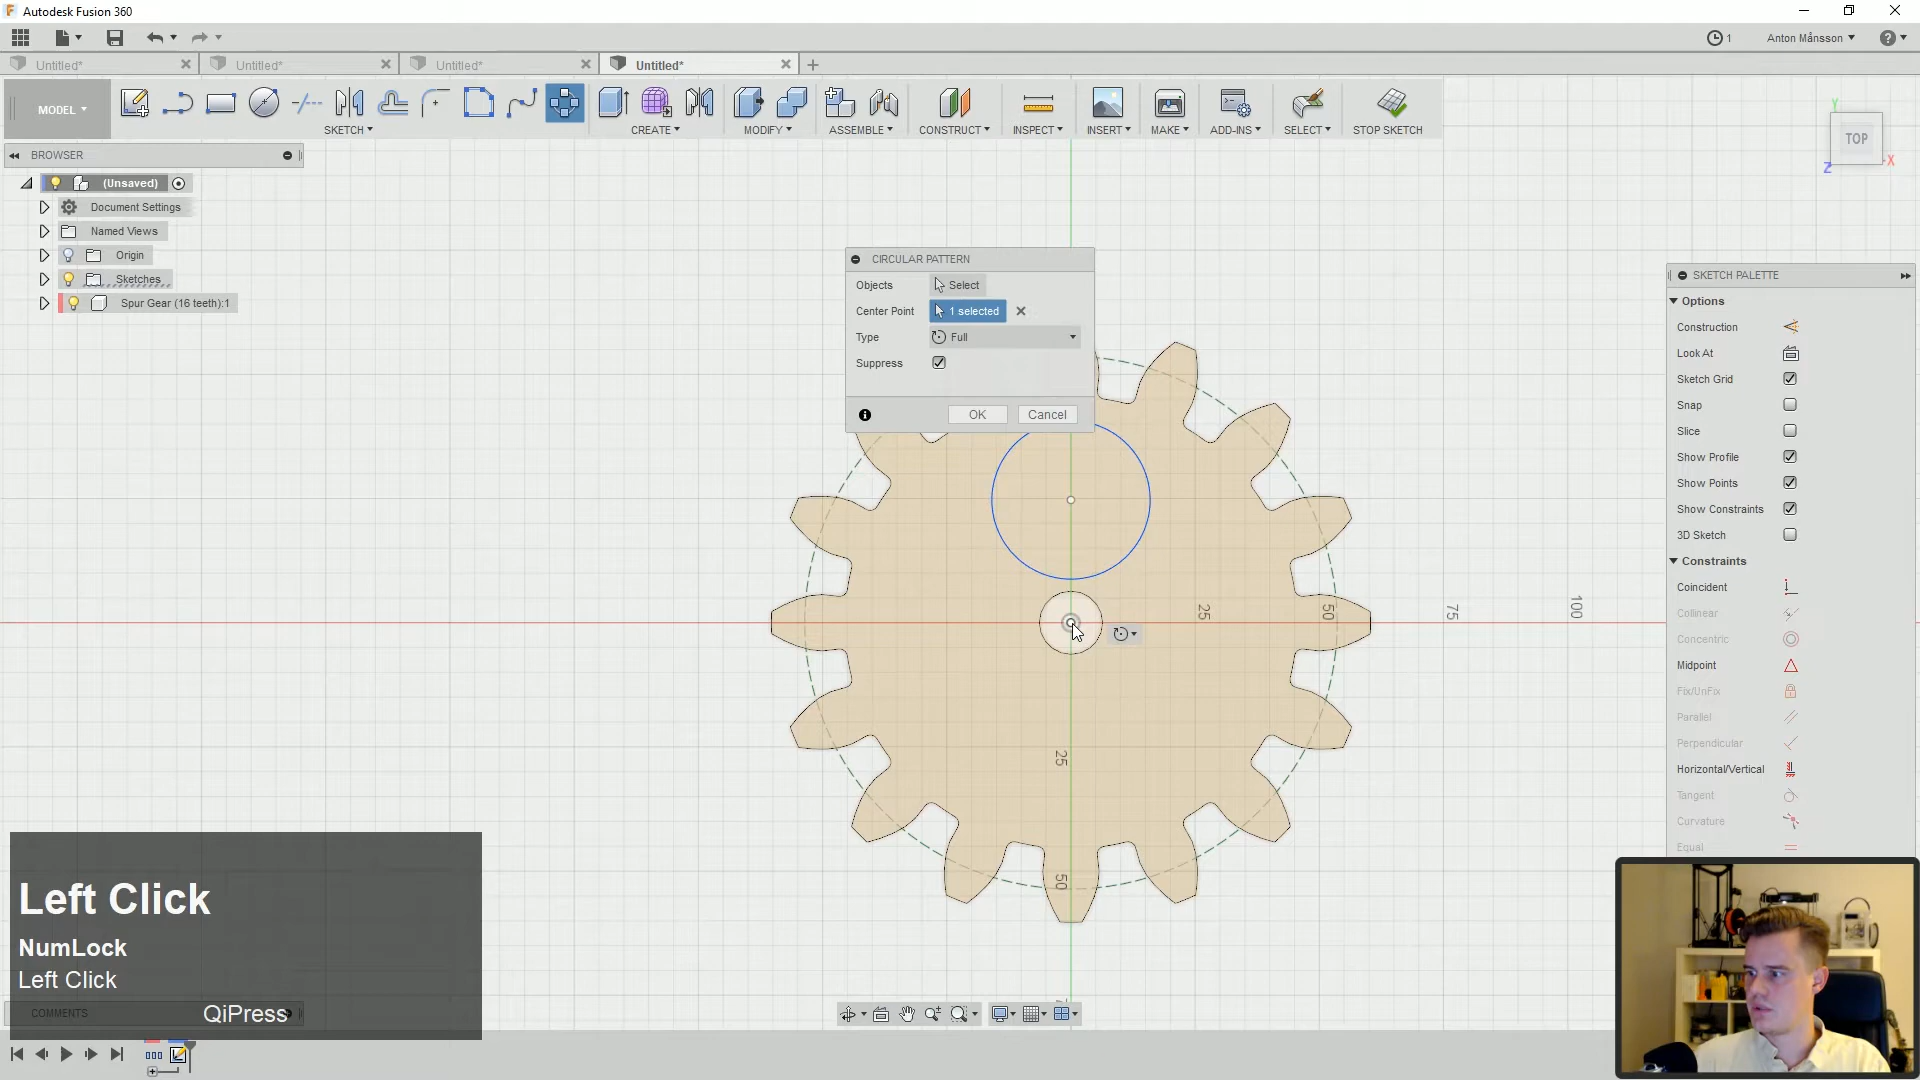 Autodesk Fusion 360
1
Anton Månsson
Untitled*
Untitled*
Untitled*
Untitled*
MODEL
SKETCH
CREATE
MODIFY
ASSEMBLE
CONSTRUCT
INSPECT
INSERT
MAKE
ADD-INS
SELECT
STOP SKETCH
Y
TOP
X
Z
BROWSER
(Unsaved)
Document Settings
Named Views
Origin
Sketches
Spur Gear (16 teeth):1
CIRCULAR PATTERN
Objects
Select
Center Point
1 selected
Type
Full
Suppress
OK
Cancel
SKETCH PALETTE
Options
Construction
Look At
Sketch Grid
Snap
Slice
Show Profile
Show Points
Show Constraints
3D Sketch
Constraints
Coincident
Collinear
Concentric
Midpoint
Fix/UnFix
Parallel
Perpendicular
Horizontal/Vertical
Tangent
Curvature
Equal
25
50
75
100
25
50
Left Click
NumLock
Left Click
QiPress
COMMENTS